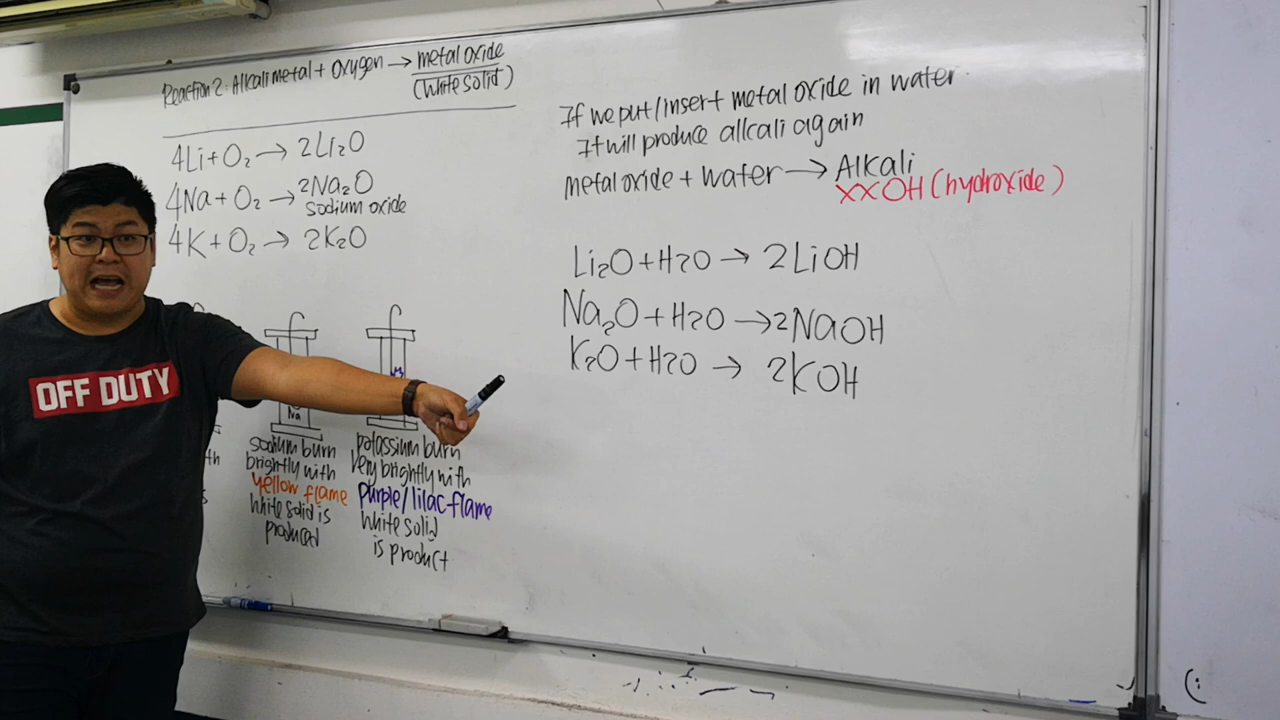 Reaction 2: Alkali metal + Oxygen → metal oxide
(white solid)
4Li + O₂ → 2Li₂O
4Na + O₂ → 2Na₂O
sodium oxide
4K + O₂ → 2K₂O
Na
sodium burn
brightly with
yellow flame
white solid is
produced
potassium burn
very brightly with
purple/lilac flame
white solid
is product
If we put/insert metal oxide in water.
It will produce alkali again
metal oxide + water → Alkali
XXOH (hydroxide)
Li₂O + H₂O → 2LiOH
Na₂O + H₂O → 2NaOH
K₂O + H₂O → 2KOH
OFF DUTY